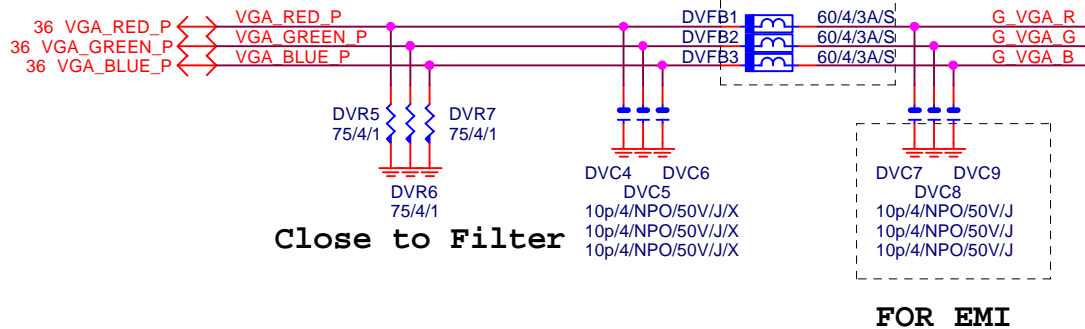 36 VGA_RED_P
VGA_RED_P
DVFB1
60/4/3A/S
G_VGA_R
36 VGA_GREEN_P
VGA_GREEN_P
DVFB2
60/4/3A/S
G_VGA_G
36 VGA_BLUE_P
VGA_BLUE_P
DVFB3
60/4/3A/S
G_VGA_B
DVR5
75/4/1
DVR7
75/4/1
DVR6
75/4/1
DVC4
DVC6
DVC5
10p/4/NPO/50V/J/X
10p/4/NPO/50V/J/X
10p/4/NPO/50V/J/X
DVC7
DVC9
DVC8
10p/4/NPO/50V/J
10p/4/NPO/50V/J
10p/4/NPO/50V/J
Close to Filter
FOR EMI